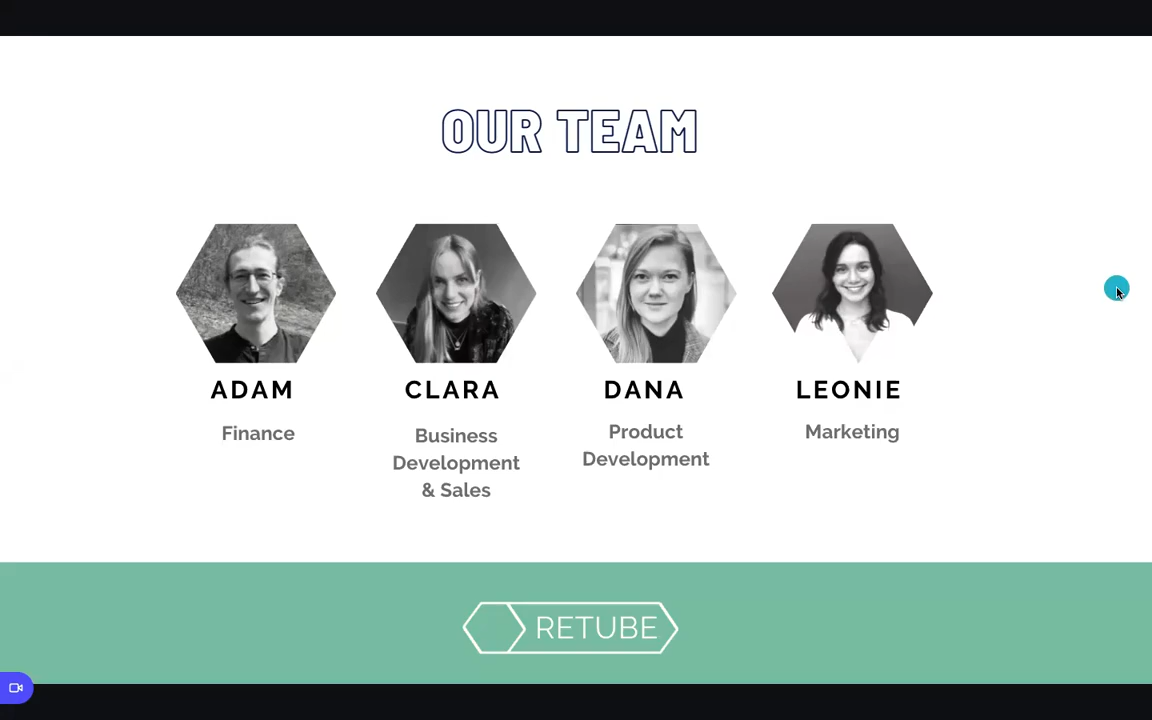 OUR TEAM
ADAM
Finance
CLARA
Business
Development
& Sales
DANA
Product
Development
LEONIE
Marketing
RETUBE